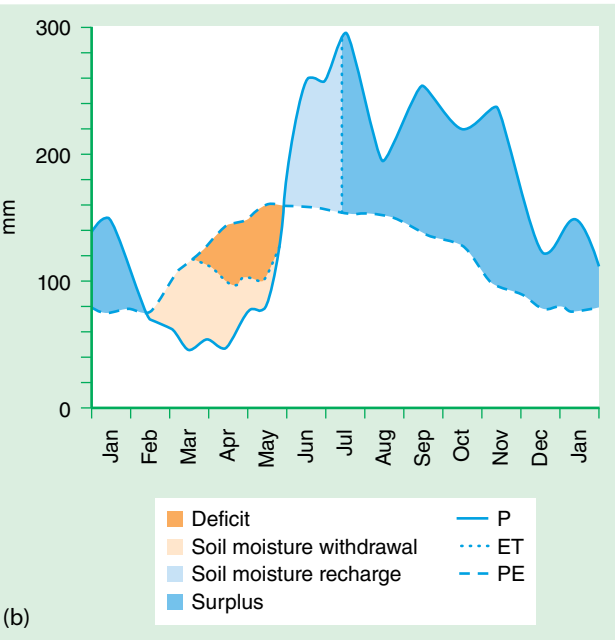 300
200
mm
100
0
Jan
Feb
Mar
Apr
May
Jun
Jul
Aug
Sep
Oct
Nov
Dec
Jan
Deficit
Soil moisture withdrawal
Soil moisture recharge
Surplus
P
ET
PE
(b)